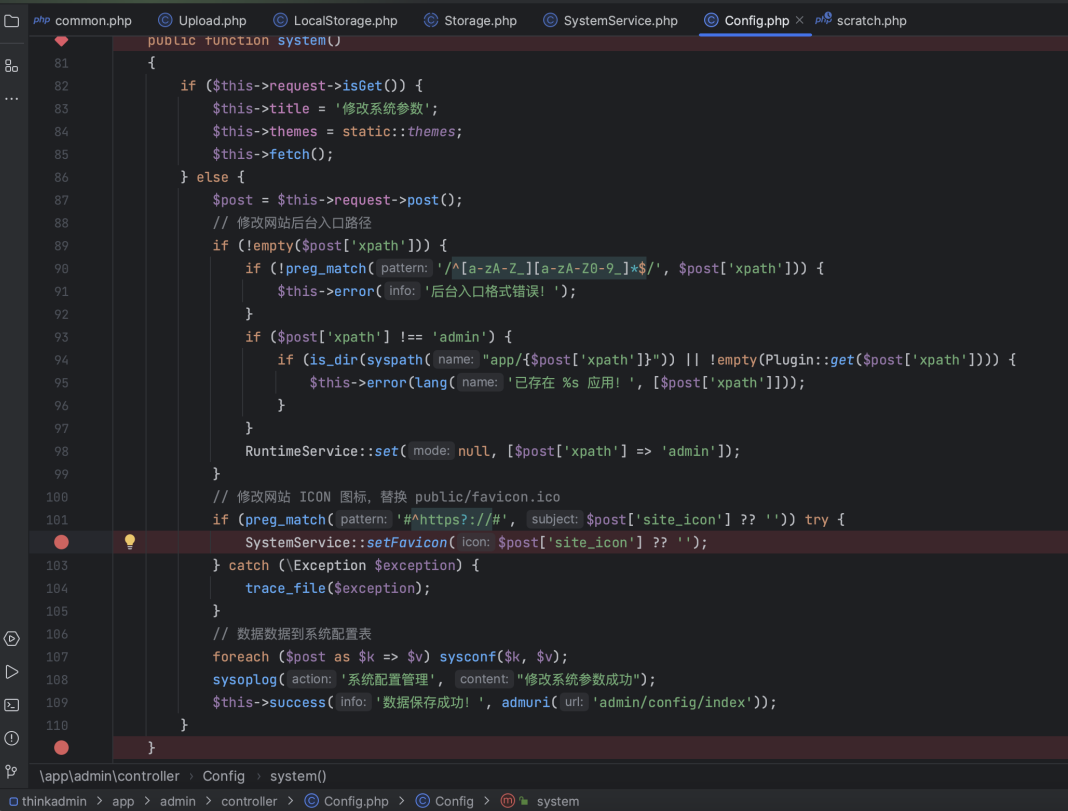 php common.php C Upload.php C LocalStorage.php C Storage.php C SystemService.php C Config.php × php scratch.php
public function system()
81 {
82 if ($this->request->isGet()) {
83 $this->title = '修改系统参数';
84 $this->themes = static::themes;
85 $this->fetch();
86 } else {
87 $post = $this->request->post();
88 // 修改网站后台入口路径
89 if (!empty($post['xpath'])) {
90 if (!preg_match( pattern: '/^[a-zA-Z_][a-zA-Z0-9_]*$/', $post['xpath'])) {
91 $this->error( info: '后台入口格式错误！');
92 }
93 if ($post['xpath'] !== 'admin') {
94 if (is_dir(syspath( name: "app/{$post['xpath']}")) || !empty(Plugin::get($post['xpath']))) {
95 $this->error(lang( name: '已存在 %s 应用！', [$post['xpath']]));
96 }
97 }
98 RuntimeService::set( mode: null, [$post['xpath'] => 'admin']);
99 }
100 // 修改网站 ICON 图标，替换 public/favicon.ico
101 if (preg_match( pattern: '#^https?://#', subject: $post['site_icon'] ?? '')) try {
SystemService::setFavicon( icon: $post['site_icon'] ?? '');
103 } catch (\Exception $exception) {
104 trace_file($exception);
105 }
106 // 数据数据到系统配置表
107 foreach ($post as $k => $v) sysconf($k, $v);
108 sysoplog( action: '系统配置管理', content: "修改系统参数成功");
109 $this->success( info: '数据保存成功！', admuri( url: 'admin/config/index'));
110 }
}
\app\admin\controller › Config › system()
thinkadmin > app > admin > controller > C Config.php > C Config > m system